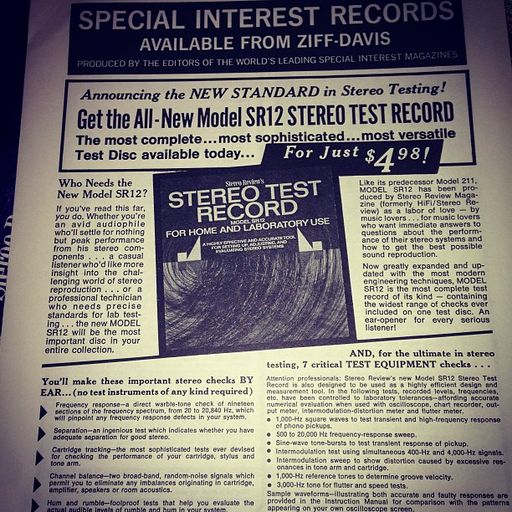 SPECIAL INTEREST RECORDS
AVAILABLE FROM ZIFF-DAVIS
PRODUCED BY THE EDITORS OF THE WORLD'S LEADING SPECIAL INTEREST MAGAZINES
Announcing the NEW STANDARD in Stereo Testing!
Get the All-New Model SR12 STEREO TEST RECORD
The most complete...most sophisticated...most versatile
Test Disc available today...
For Just $4.98!
Who Needs the
New Model SR12?
If you've read this far,
you do. Whether you're
an avid audiophile
who'll settle for nothing
but peak performance
from his stereo com-
ponents . . . a casual
listener who'd like more
insight into the chal-
lenging world of stereo
reproduction . . . or a
professional technician
who needs precise
standards for lab test-
ing . . . the new MODEL
SR12 will be the most
important disc in your
entire collection.
Stereo Review's
STEREO TEST
RECORD
MODEL SR12
FOR HOME AND LABORATORY USE
A HIGHLY EFFECTIVE AND ACCURATE TOOL
FOR SETTING UP, ADJUSTING, AND
EVALUATING STEREO SYSTEMS
Like its predecessor Model 211,
MODEL SR12 has been pro-
duced by Stereo Review Maga-
zine (formerly HiFi/Stereo Re-
view) as a labor of love — by
music lovers . . . for music lovers
who want immediate answers to
questions about the perform-
ance of their stereo systems and
how to get the best possible
sound reproduction.
Now greatly expanded and up-
dated with the most modern
engineering techniques, MODEL
SR12 is the most complete test
record of its kind — containing
the widest range of checks ever
included on one test disc. An
ear-opener for every serious
listener!
You'll make these important stereo checks BY
EAR...(no test instruments of any kind required)
Frequency response—a direct warble-tone check of nineteen
sections of the frequency spectrum, from 20 to 20,840 Hz, which
will pinpoint any frequency response defects in your system.
Separation—an ingenious test which indicates whether you have
adequate separation for good stereo.
Cartridge tracking—the most sophisticated tests ever devised
for checking the performance of your cartridge, stylus and
tone arm.
Channel balance—two broad-band, random-noise signals which
permit you to eliminate any imbalances originating in cartridge,
amplifier, speakers or room acoustics.
Hum and rumble—foolproof tests that help you evaluate the
actual audible levels of rumble and hum in your system.
AND, for the ultimate in stereo
testing, 7 critical TEST EQUIPMENT checks . . .
Attention professionals: Stereo Review's new Model SR12 Stereo Test
Record is also designed to be used as a highly efficient design and
measurement tool. In the following tests, recorded levels, frequencies,
etc. have been controlled to laboratory tolerances—affording accurate
numerical evaluation when used with oscilloscope, chart recorder, out-
put meter, intermodulation-distortion meter and flutter meter.
• 1,000-Hz square waves to test transient and high-frequency response
of phono pickups.
• 500 to 20,000 Hz frequency-response sweep.
• Sine-wave tone-bursts to test transient response of pickup.
• Intermodulation test using simultaneous 400-Hz and 4,000-Hz signals.
• Intermodulation sweep to show distortion caused by excessive res-
onances in tone arm and cartridge.
• 1,000-Hz reference tones to determine groove velocity.
• 3,000-Hz tone for flutter and speed tests.
Sample waveforms—illustrating both accurate and faulty responses are
provided in the Instruction Manual for comparison with the patterns
appearing on your own oscilloscope screen.